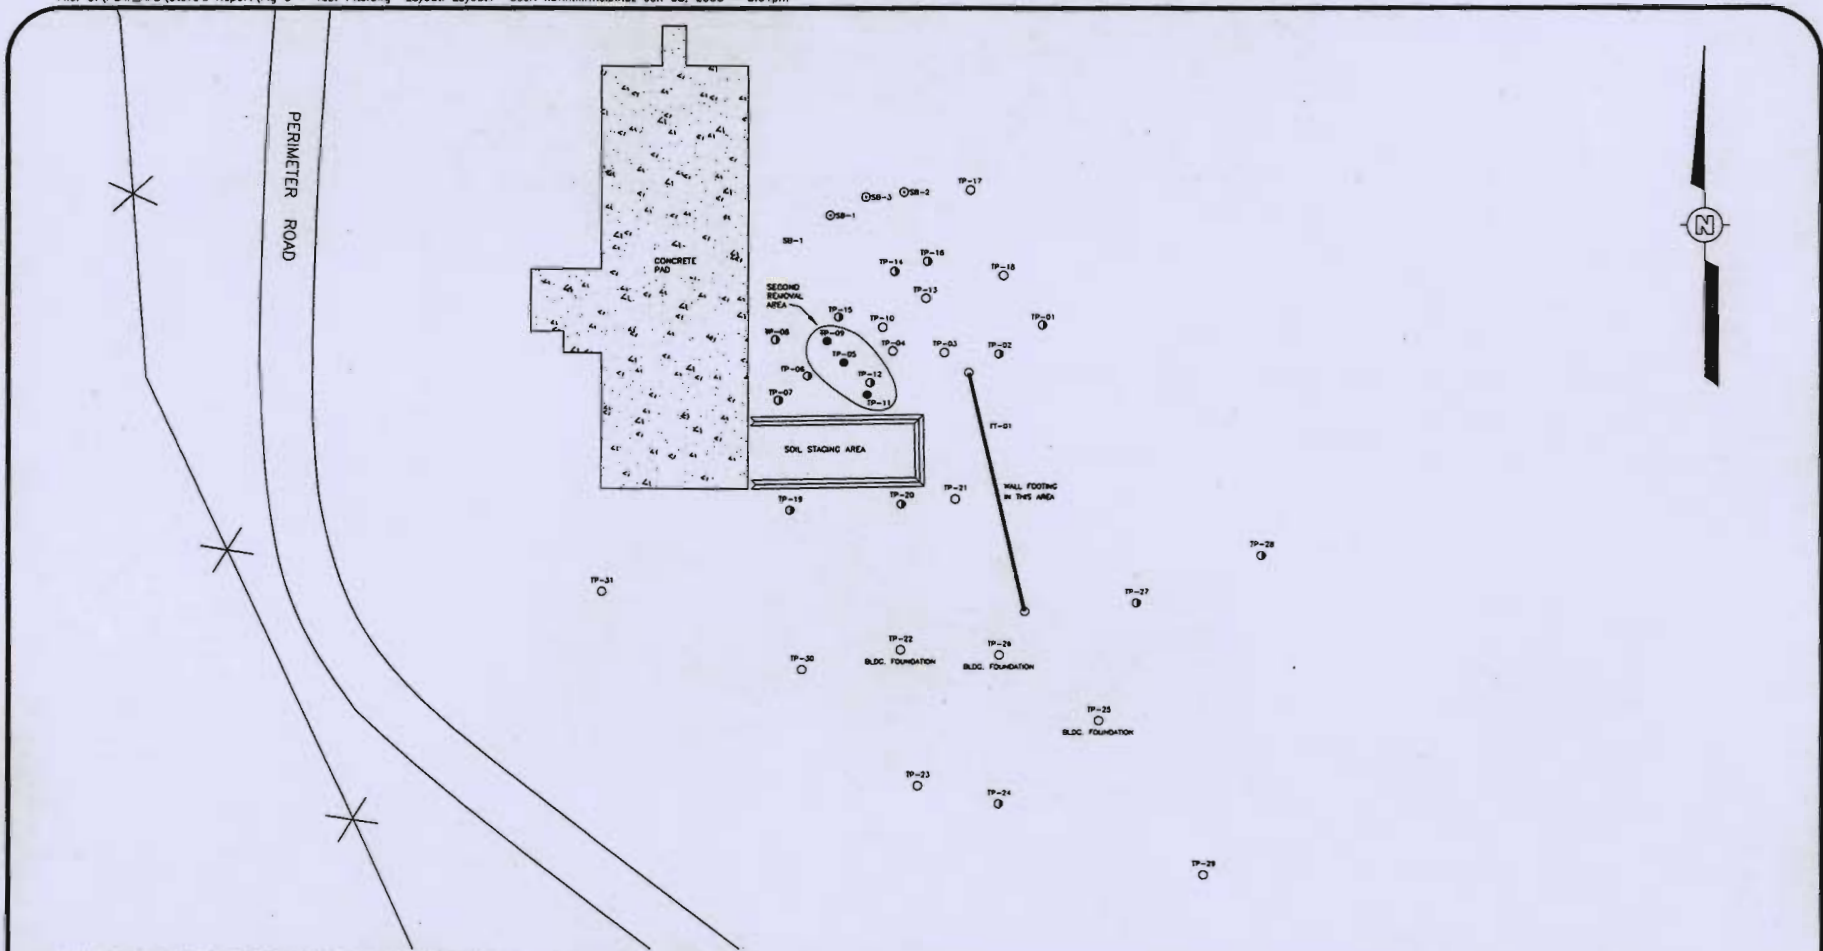 PERIMETER ROAD
CONCRETE
PAD
TP-17
SB-2
SB-3
SB-1
SB-1
TP-16
TP-14
TP-18
TP-13
SECOND
REMOVAL
AREA
TP-15
TP-10
TP-01
TP-08
TP-09
TP-04
TP-03
TP-02
TP-05
TP-06
TP-12
TP-07
TP-11
TT-01
SOIL STAGING AREA
WALL FOOTING
IN THIS AREA
TP-19
TP-20
TP-21
TP-28
TP-31
TP-27
TP-22
BLDG. FOUNDATION
TP-26
BLDG. FOUNDATION
TP-30
TP-25
BLDG. FOUNDATION
TP-23
TP-24
TP-29
N